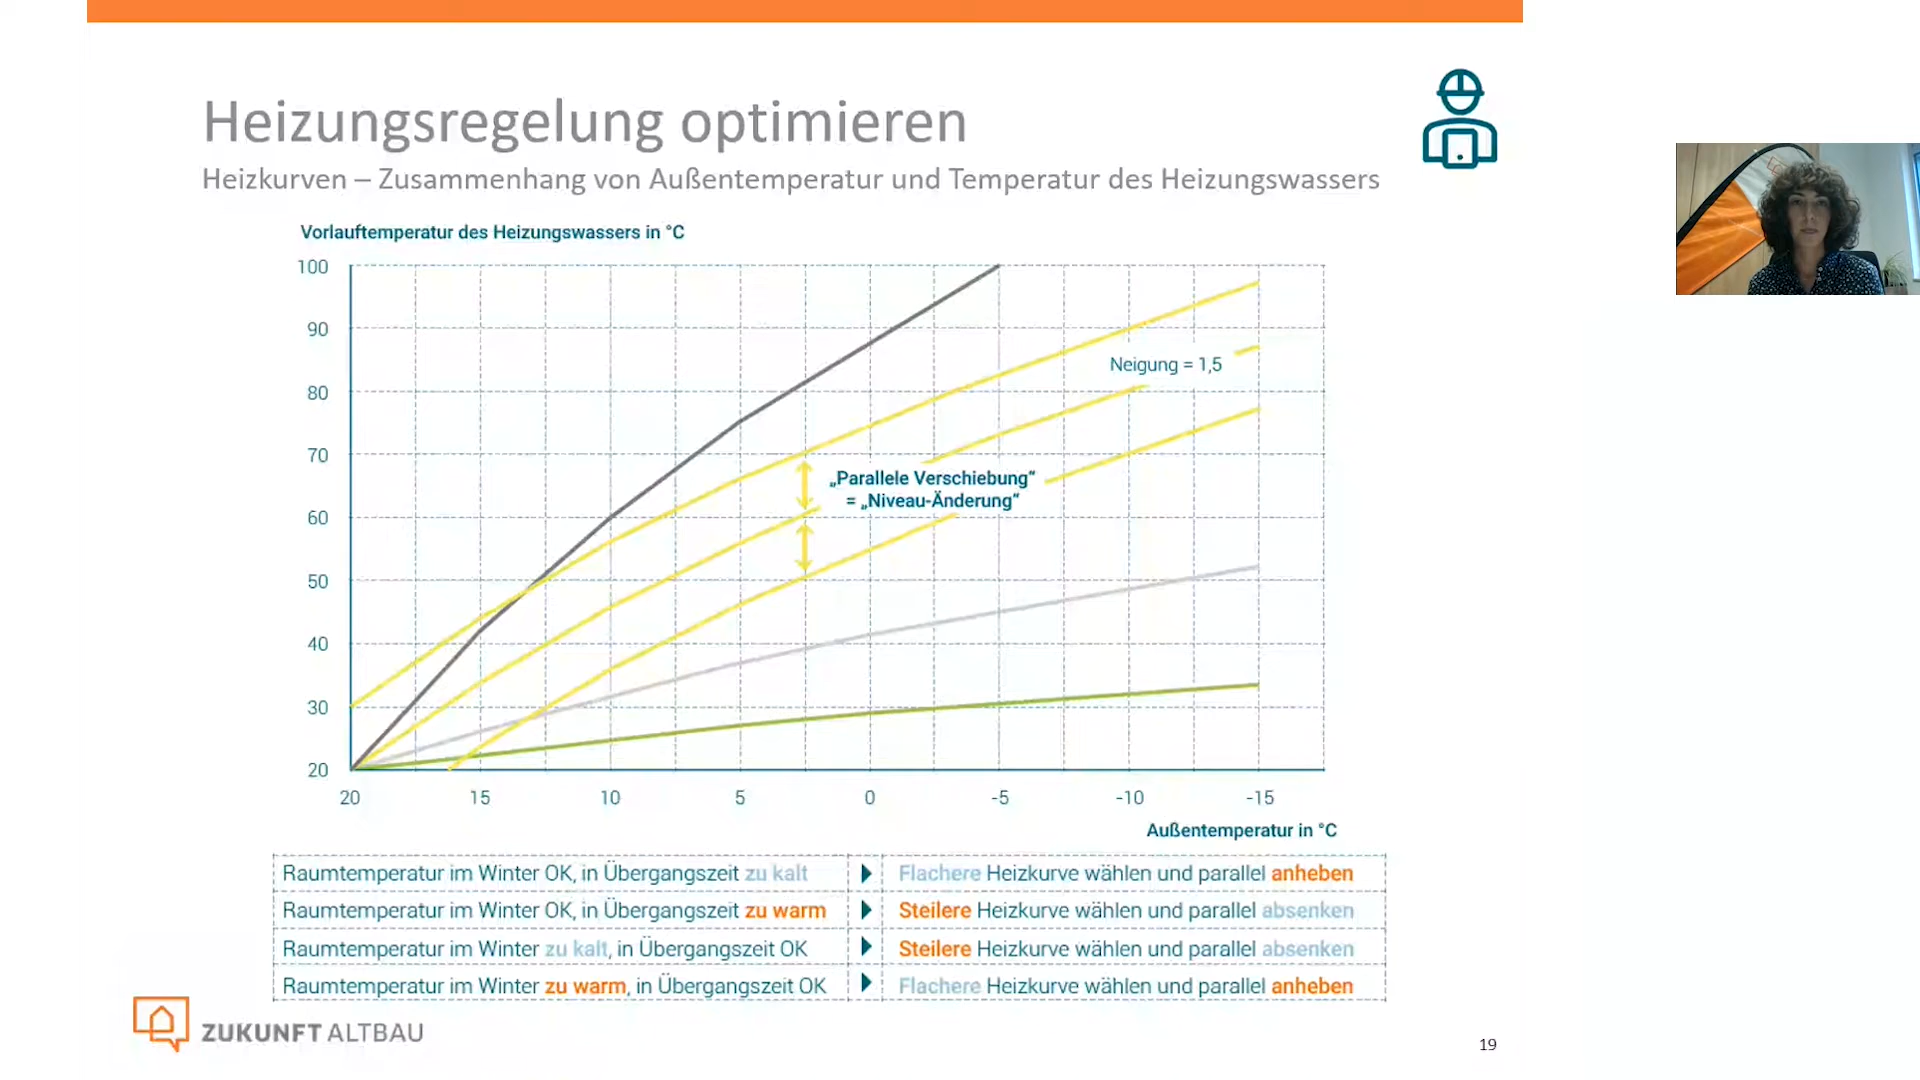 Heizungsregelung optimieren
Heizkurven – Zusammenhang von Außentemperatur und Temperatur des Heizungswassers
Vorlauftemperatur des Heizungswassers in °C
100
90
80
70
60
50
40
30
20
Neigung = 1,5
„Parallele Verschiebung“
= „Niveau-Änderung“
20 15 10 5 0 -5 -10 -15
Außentemperatur in °C
Raumtemperatur im Winter OK, in Übergangszeit zu kalt Flachere Heizkurve wählen und parallel anheben
Raumtemperatur im Winter OK, in Übergangszeit zu warm Steilere Heizkurve wählen und parallel absenken
Raumtemperatur im Winter zu kalt, in Übergangszeit OK Steilere Heizkurve wählen und parallel absenken
Raumtemperatur im Winter zu warm, in Übergangszeit OK Flachere Heizkurve wählen und parallel anheben
ZUKUNFT ALTBAU
19